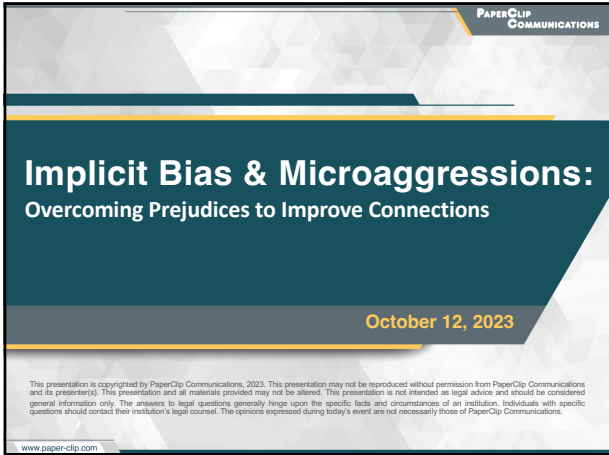 PAPERCLIP
COMMUNICATIONS
Implicit Bias & Microaggressions:
Overcoming Prejudices to Improve Connections
October 12, 2023
This presentation is copyrighted by PaperClip Communications, 2023. This presentation may not be reproduced without permission from PaperClip Communications
and its presenter(s). This presentation and all materials provided may not be altered. This presentation is not intended as legal advice and should be considered
general information only. The answers to legal questions generally hinge upon the specific facts and circumstances of an institution. Individuals with specific
questions should contact their institution's legal counsel. The opinions expressed during today's event are not necessarily those of PaperClip Communications.
www.paper-clip.com